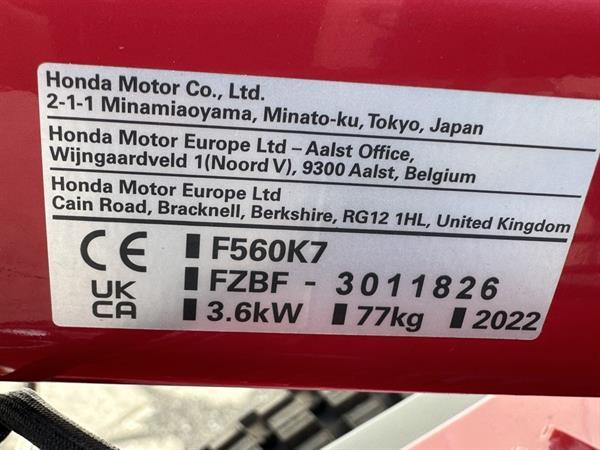 Honda Motor Co., Ltd.
2-1-1 Minamiaoyama, Minato-ku, Tokyo, Japan
Honda Motor Europe Ltd – Aalst Office,
Wijngaardveld 1(Noord V), 9300 Aalst, Belgium
Honda Motor Europe Ltd
Cain Road, Bracknell, Berkshire, RG12 1HL, United Kingdom
CE
F560K7
UK
CA
FZBF - 3011826
3.6kW 77kg 2022